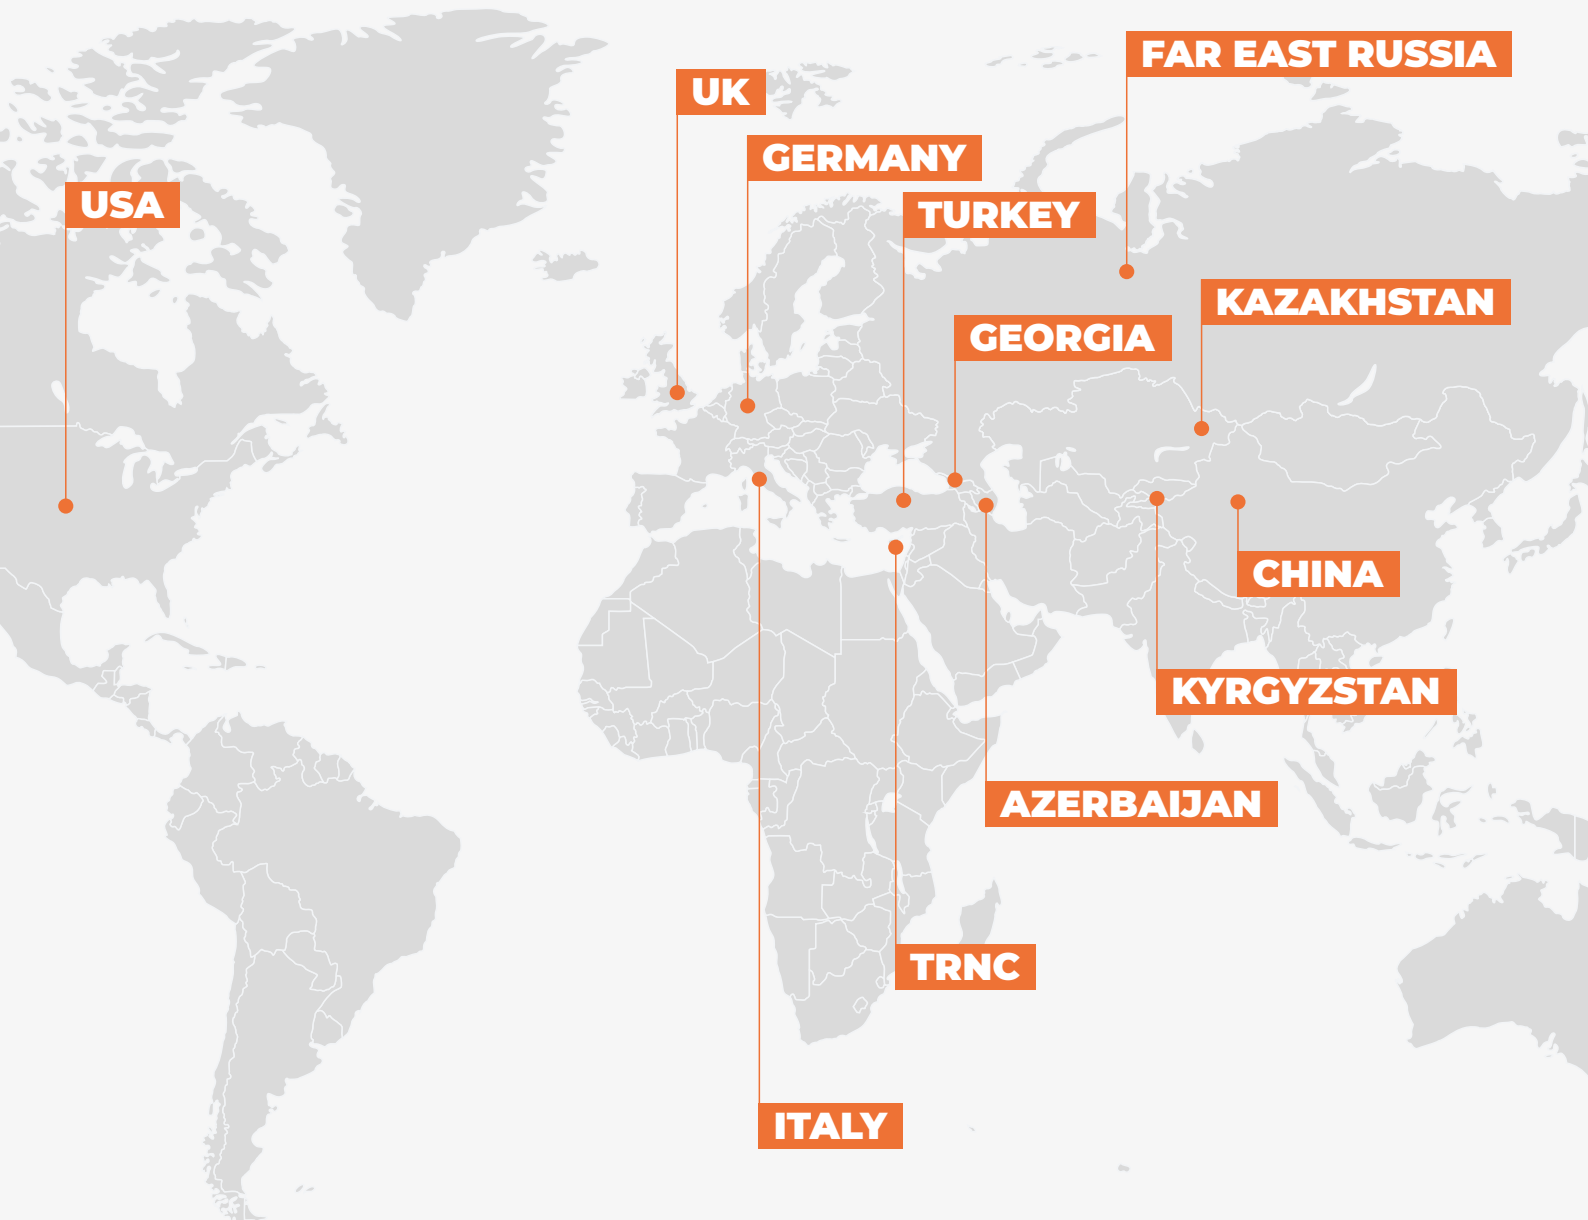 FAR EAST RUSSIA
UK
GERMANY
USA
TURKEY
KAZAKHSTAN
GEORGIA
CHINA
KYRGYZSTAN
AZERBAIJAN
TRNC
ITALY